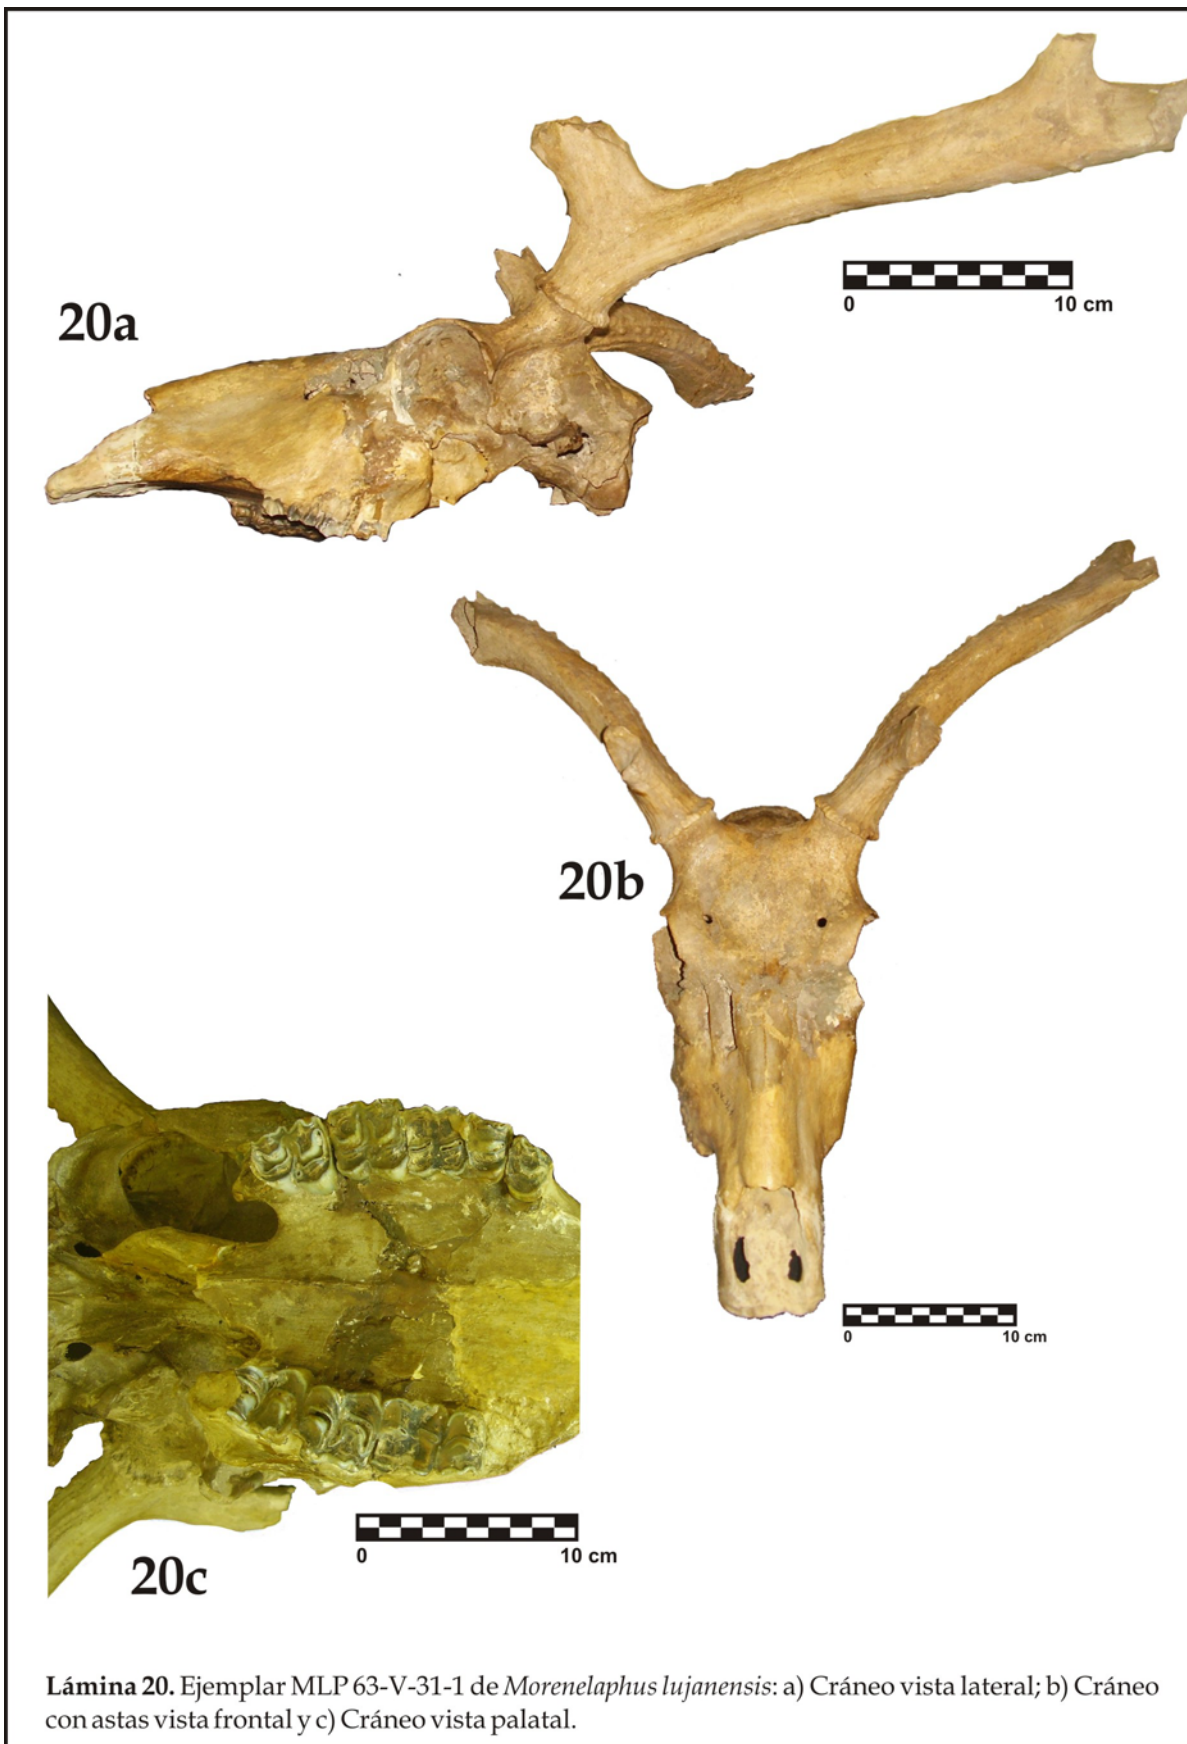 20a
0 10 cm
20b
0 10 cm
0 10 cm
20c
Lámina 20. Ejemplar MLP 63-V-31-1 de Morenelaphus lujanensis: a) Cráneo vista lateral; b) Cráneo
con astas vista frontal y c) Cráneo vista palatal.